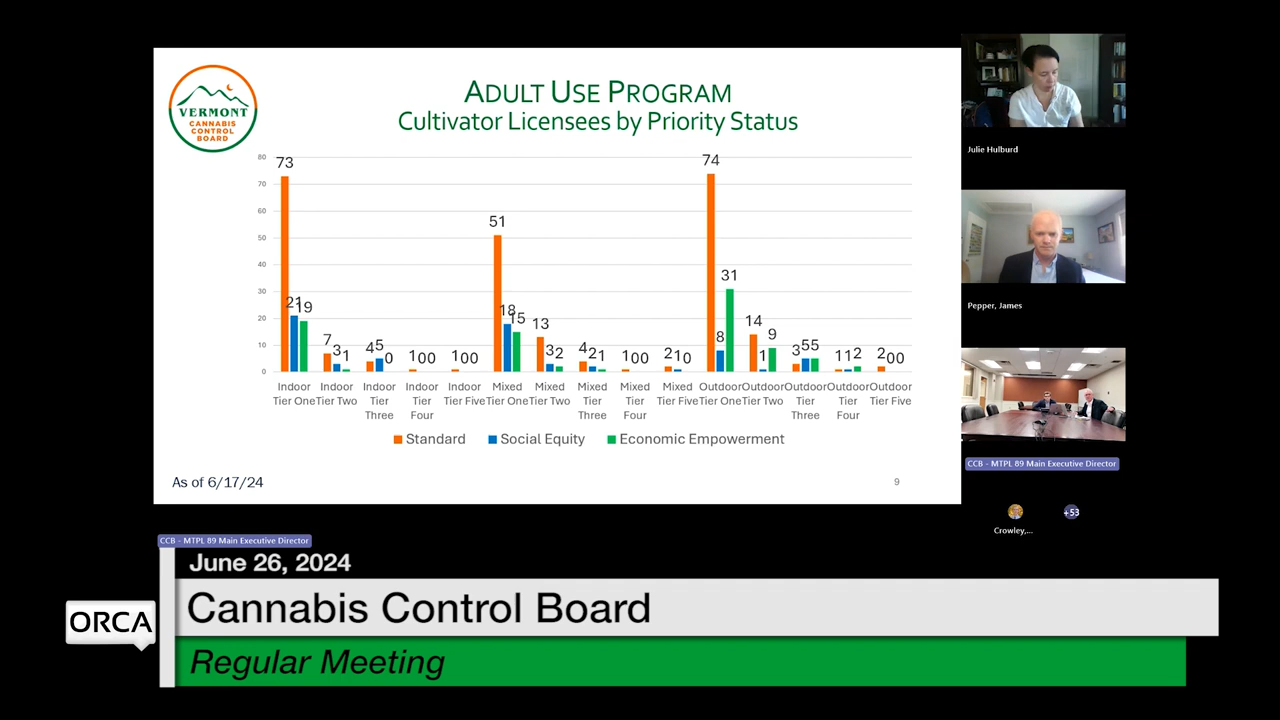 VERMONT
CANNABIS
CONTROL
BOARD
ADULT USE PROGRAM
Cultivator Licensees by Priority Status
80
70
60
50
40
30
20
10
0
73
21
19
7
3
1
4
5
0
1
0
0
1
0
0
51
18
15
13
3
2
4
2
1
1
0
0
2
1
0
74
8
31
14
1
9
3
5
5
1
1
2
2
0
0
Indoor
Tier One
Indoor
Tier Two
Indoor
Tier
Three
Indoor
Tier
Four
Indoor
Tier Five
Mixed
Tier One
Mixed
Tier Two
Mixed
Tier
Three
Mixed
Tier
Four
Mixed
Tier Five
Outdoor
Tier One
Outdoor
Tier Two
Outdoor
Tier
Three
Outdoor
Tier
Four
Outdoor
Tier Five
Standard Social Equity Economic Empowerment
As of 6/17/24
9
Julie Hulburd
Pepper, James
CCB - MTPL 89 Main Executive Director
Crowley,...
+53
CCB - MTPL 89 Main Executive Director
June 26, 2024
ORCA
Cannabis Control Board
Regular Meeting